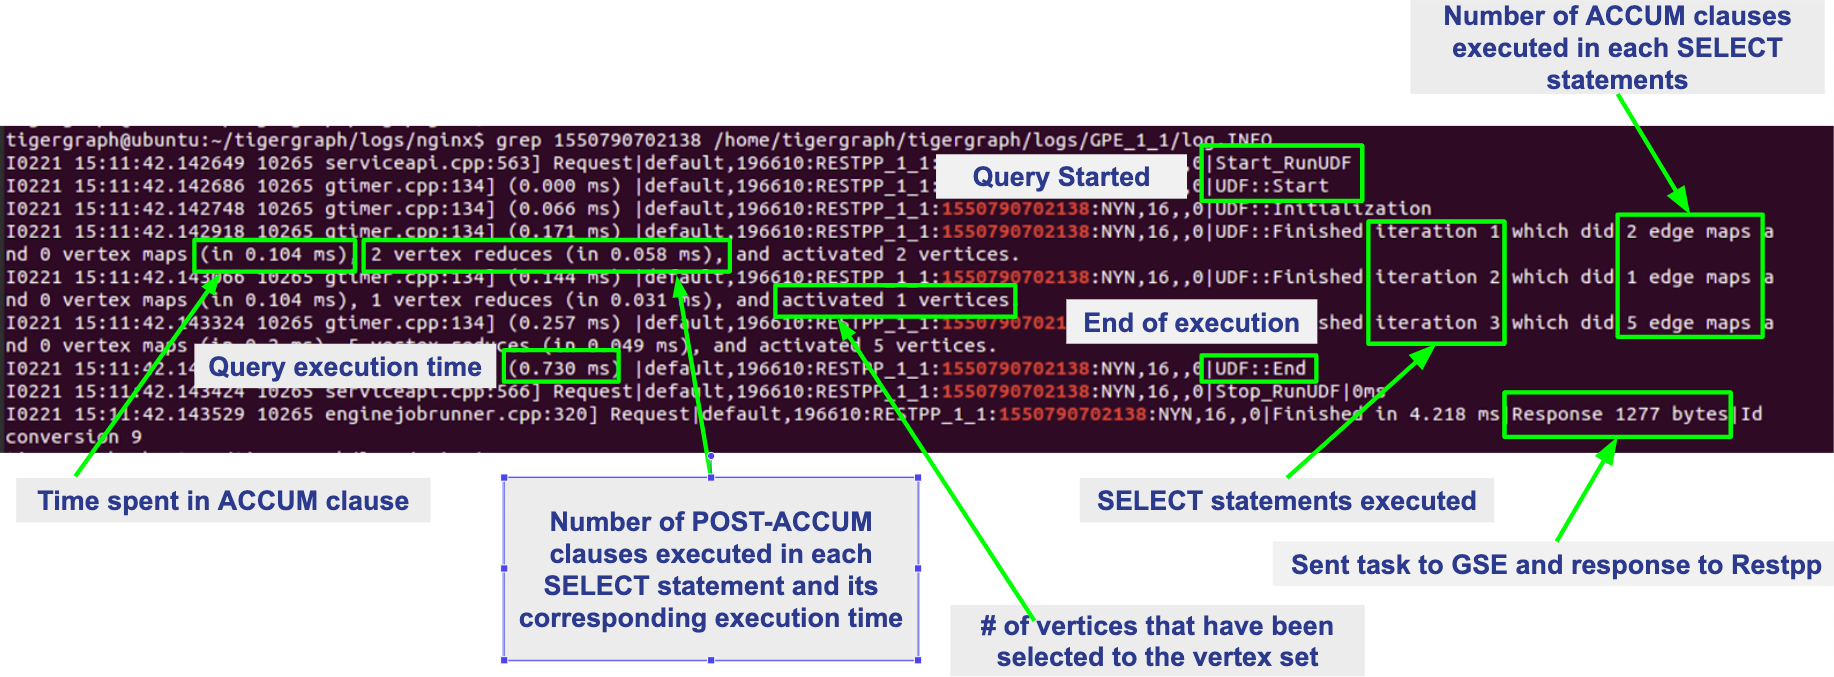 Number of ACCUM clauses
executed in each SELECT
statements
tigergraph@ubuntu:~/tigergraph/logs/nginx$ grep 1550790702138 /home/tigergraph/tigergraph/logs/GPE_1_1/log.INFO
I0221 15:11:42.142649 10265 serviceapi.cpp:563] Request|default,196610:RESTPP_1_1: ,,0|Start_RunUDF
Query Started
I0221 15:11:42.142686 10265 gtimer.cpp:134] (0.000 ms) |default,196610:RESTPP_1_1: ,,0|UDF::Start
I0221 15:11:42.142748 10265 gtimer.cpp:134] (0.066 ms) |default,196610:RESTPP_1_1:1550790702138:NYN,16,,0|UDF::Initialization
I0221 15:11:42.142918 10265 gtimer.cpp:134] (0.171 ms) |default,196610:RESTPP_1_1:1550790702138:NYN,16,,0|UDF::Finished iteration 1 which did 2 edge maps a
nd 0 vertex maps (in 0.104 ms), 2 vertex reduces (in 0.058 ms), and activated 2 vertices.
I0221 15:11:42.143066 10265 gtimer.cpp:134] (0.144 ms) |default,196610:RESTPP_1_1:1550790702138:NYN,16,,0|UDF::Finished iteration 2 which did 1 edge maps a
nd 0 vertex maps (in 0.104 ms), 1 vertex reduces (in 0.031 ms), and activated 1 vertices
I0221 15:11:42.143324 10265 gtimer.cpp:134] (0.257 ms) |default,196610:RESTPP_1_1:15507907021 shed iteration 3 which did 5 edge maps a
End of execution
nd 0 vertex maps vertex reduces (in 0.049 ms), and activated 5 vertices.
Query execution time
I0221 15:11:42.14 (0.730 ms) |default,196610:RESTPP_1_1:1550790702138:NYN,16,,0|UDF::End
I0221 15:11:42.143424 10265 serviceapi.cpp:566] Request|default,196610:RESTPP_1_1:1550790702138:NYN,16,,0|Stop_RunUDF|0ms
I0221 15:11:42.143529 10265 enginejobrunner.cpp:320] Request|default,196610:RESTPP_1_1:1550790702138:NYN,16,,0|Finished in 4.218 ms|Response 1277 bytes|Id
conversion 9
Time spent in ACCUM clause
Number of POST-ACCUM
clauses executed in each
SELECT statement and its
corresponding execution time
SELECT statements executed
Sent task to GSE and response to Restpp
# of vertices that have been
selected to the vertex set